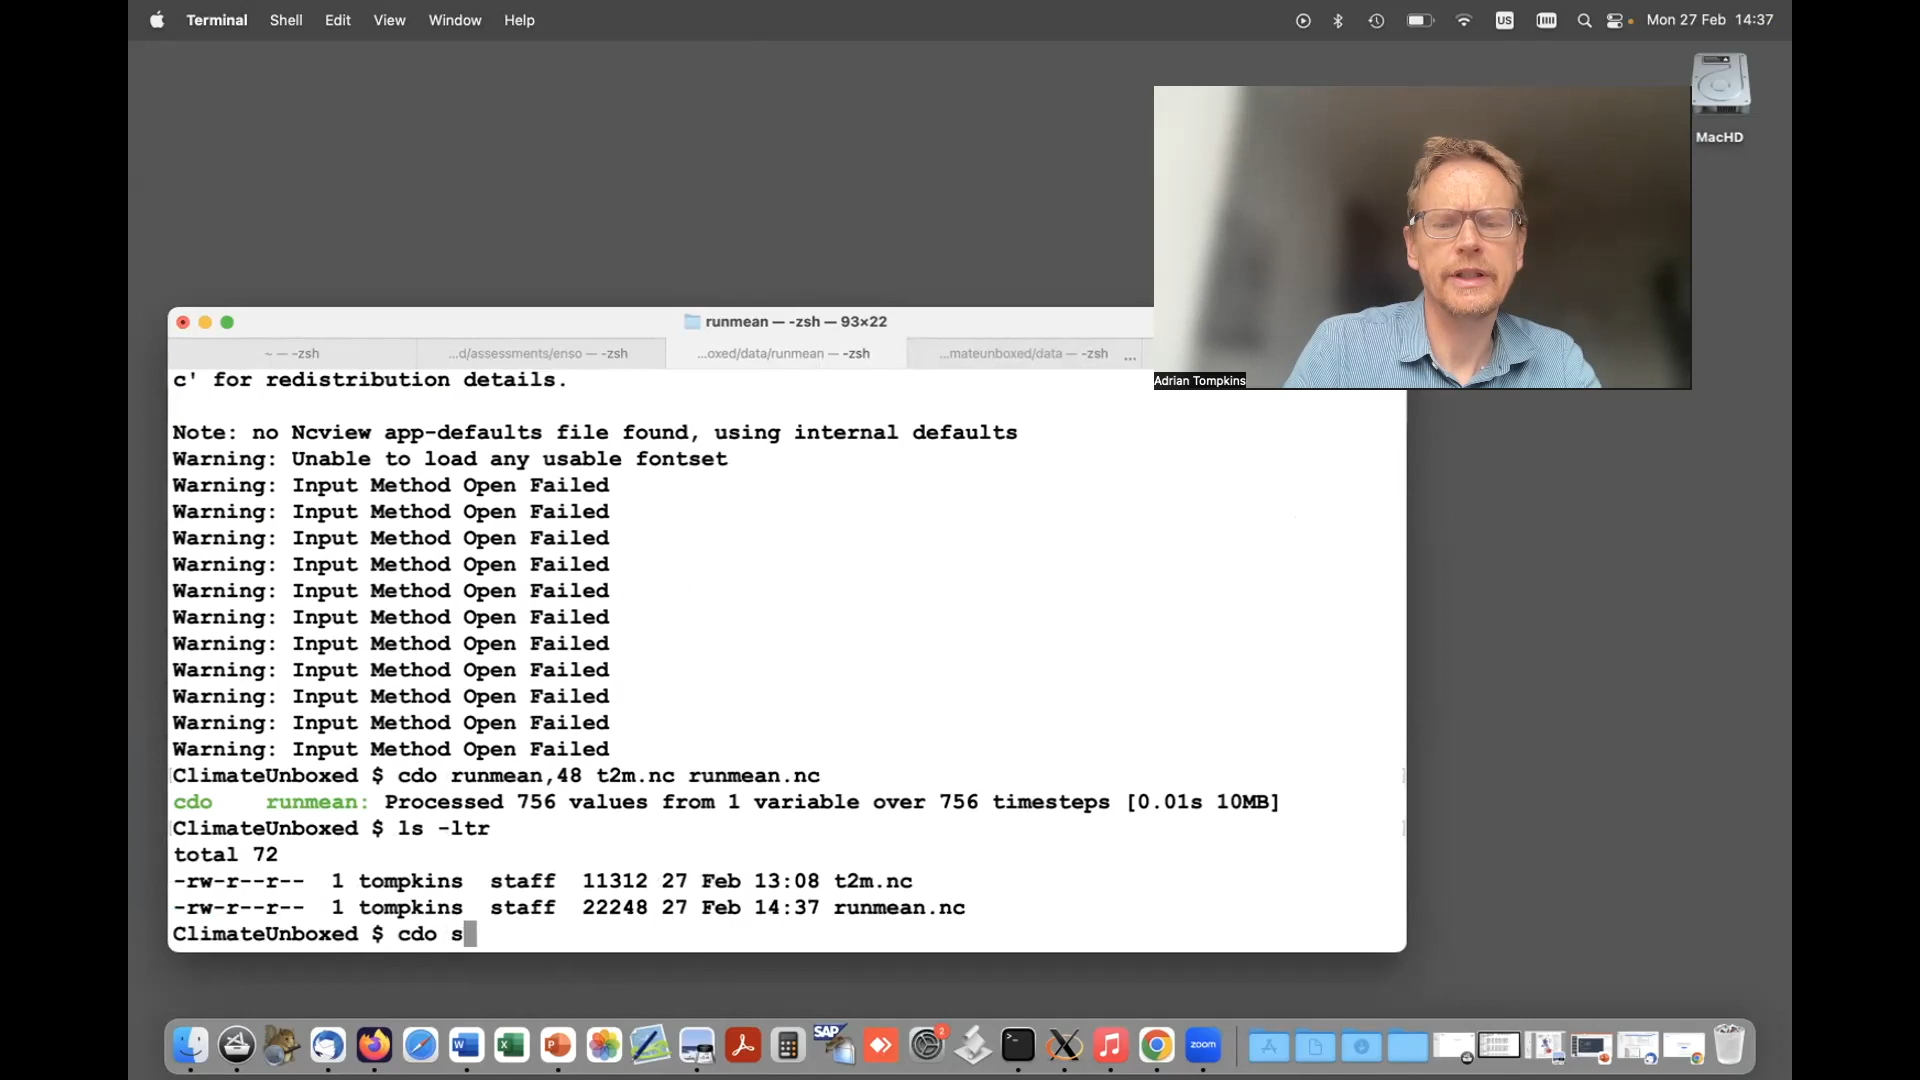 Terminal Shell Edit View Window Help US Mon 27 Feb 14:37
MacHD
Adrian Tompkins
runmean — -zsh — 93×22
~ — -zsh ...d/assessments/enso — -zsh ...oxed/data/runmean — -zsh ...mateunboxed/data — -zsh ...
c' for redistribution details.
Note: no Ncview app-defaults file found, using internal defaults
Warning: Unable to load any usable fontset
Warning: Input Method Open Failed
Warning: Input Method Open Failed
Warning: Input Method Open Failed
Warning: Input Method Open Failed
Warning: Input Method Open Failed
Warning: Input Method Open Failed
Warning: Input Method Open Failed
Warning: Input Method Open Failed
Warning: Input Method Open Failed
Warning: Input Method Open Failed
Warning: Input Method Open Failed
ClimateUnboxed $ cdo runmean,48 t2m.nc runmean.nc
cdo    runmean: Processed 756 values from 1 variable over 756 timesteps [0.01s 10MB]
ClimateUnboxed $ ls -ltr
total 72
-rw-r--r--  1 tompkins  staff  11312 27 Feb 13:08 t2m.nc
-rw-r--r--  1 tompkins  staff  22248 27 Feb 14:37 runmean.nc
ClimateUnboxed $ cdo s
W X P SAP 2 zoom